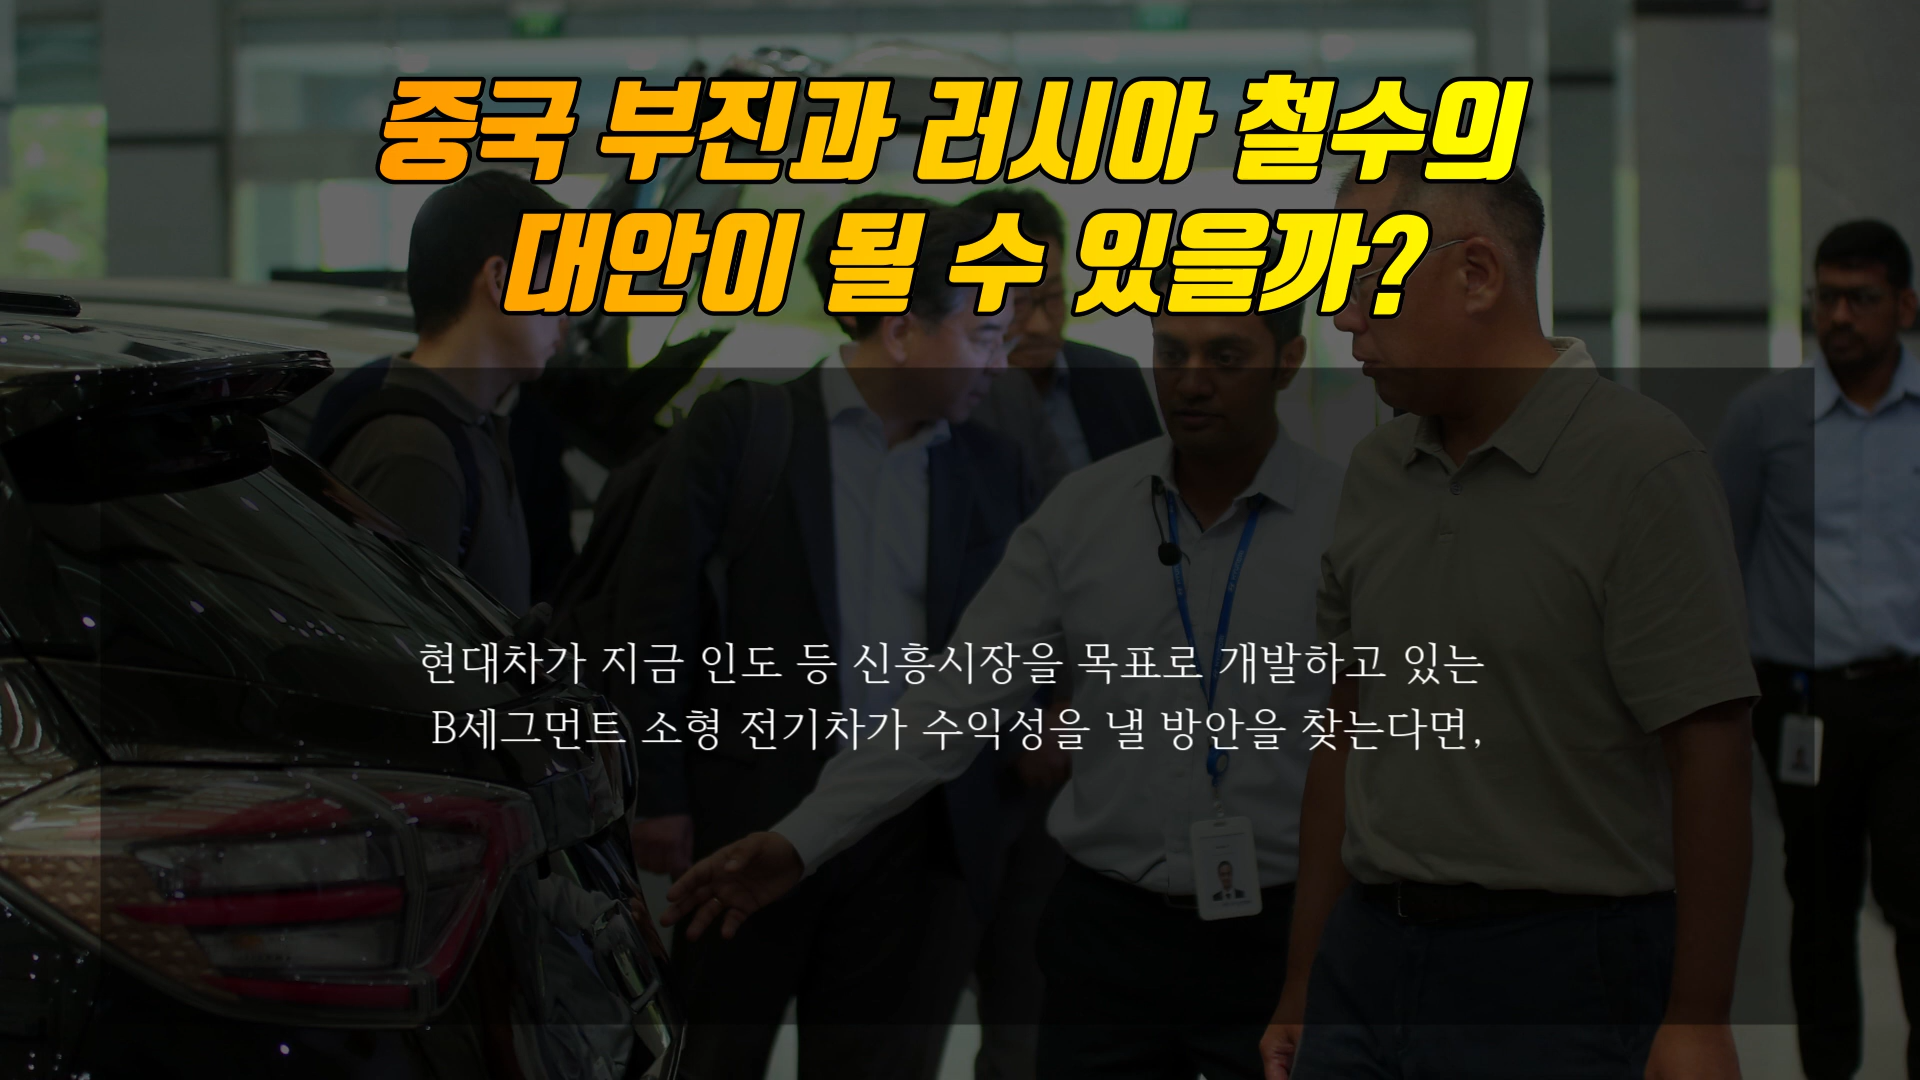 중국 부진과 러시아 철수의
대안이 될 수 있을까?
현대차가 지금 인도 등 신흥시장을 목표로 개발하고 있는
B세그먼트 소형 전기차가 수익성을 낼 방안을 찾는다면,